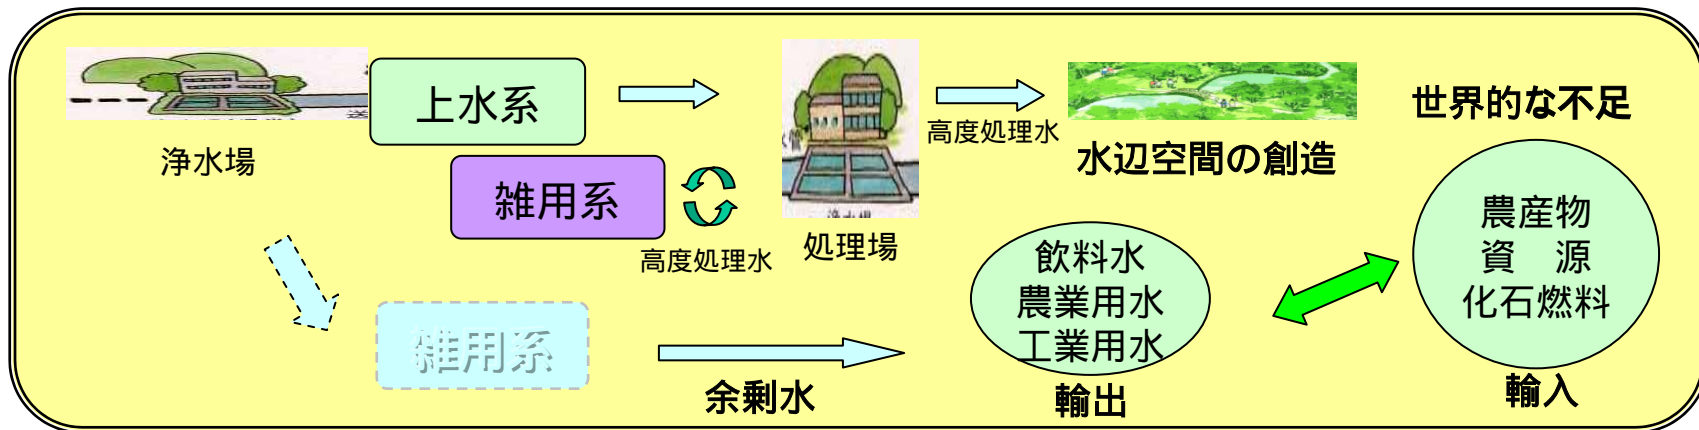 浄水場
上水系
雑用系
高度処理水
処理場
高度処理水
水辺空間の創造
世界的な不足
農産物
資　源
化石燃料
輸入
雑用系
余剰水
飲料水
農業用水
工業用水
輸出